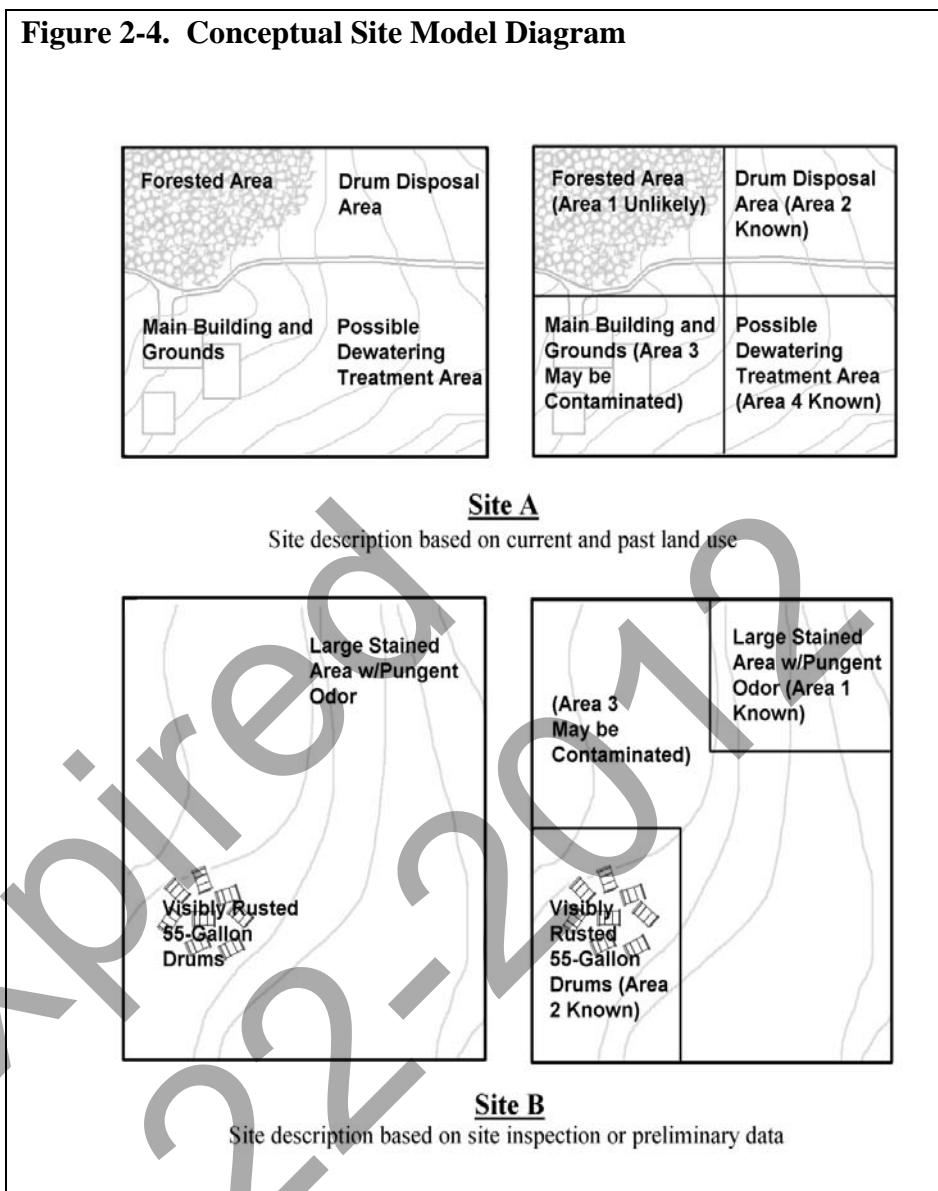 Figure 2-4. Conceptual Site Model Diagram
Forested Area
Drum Disposal
Area
Main Building and
Grounds
Possible
Dewatering
Treatment Area
Forested Area
(Area 1 Unlikely)
Drum Disposal
Area (Area 2
Known)
Main Building and
Grounds (Area 3
May be
Contaminated)
Possible
Dewatering
Treatment Area
(Area 4 Known)
Site A
Site description based on current and past land use
Large Stained
Area w/Pungent
Odor
Visibly Rusted
55-Gallon
Drums
(Area 3
May be
Contaminated)
Large Stained
Area w/Pungent
Odor (Area 1
Known)
Visibly
Rusted
55-Gallon
Drums (Area
2 Known)
Site B
Site description based on site inspection or preliminary data
xpired
22-2012